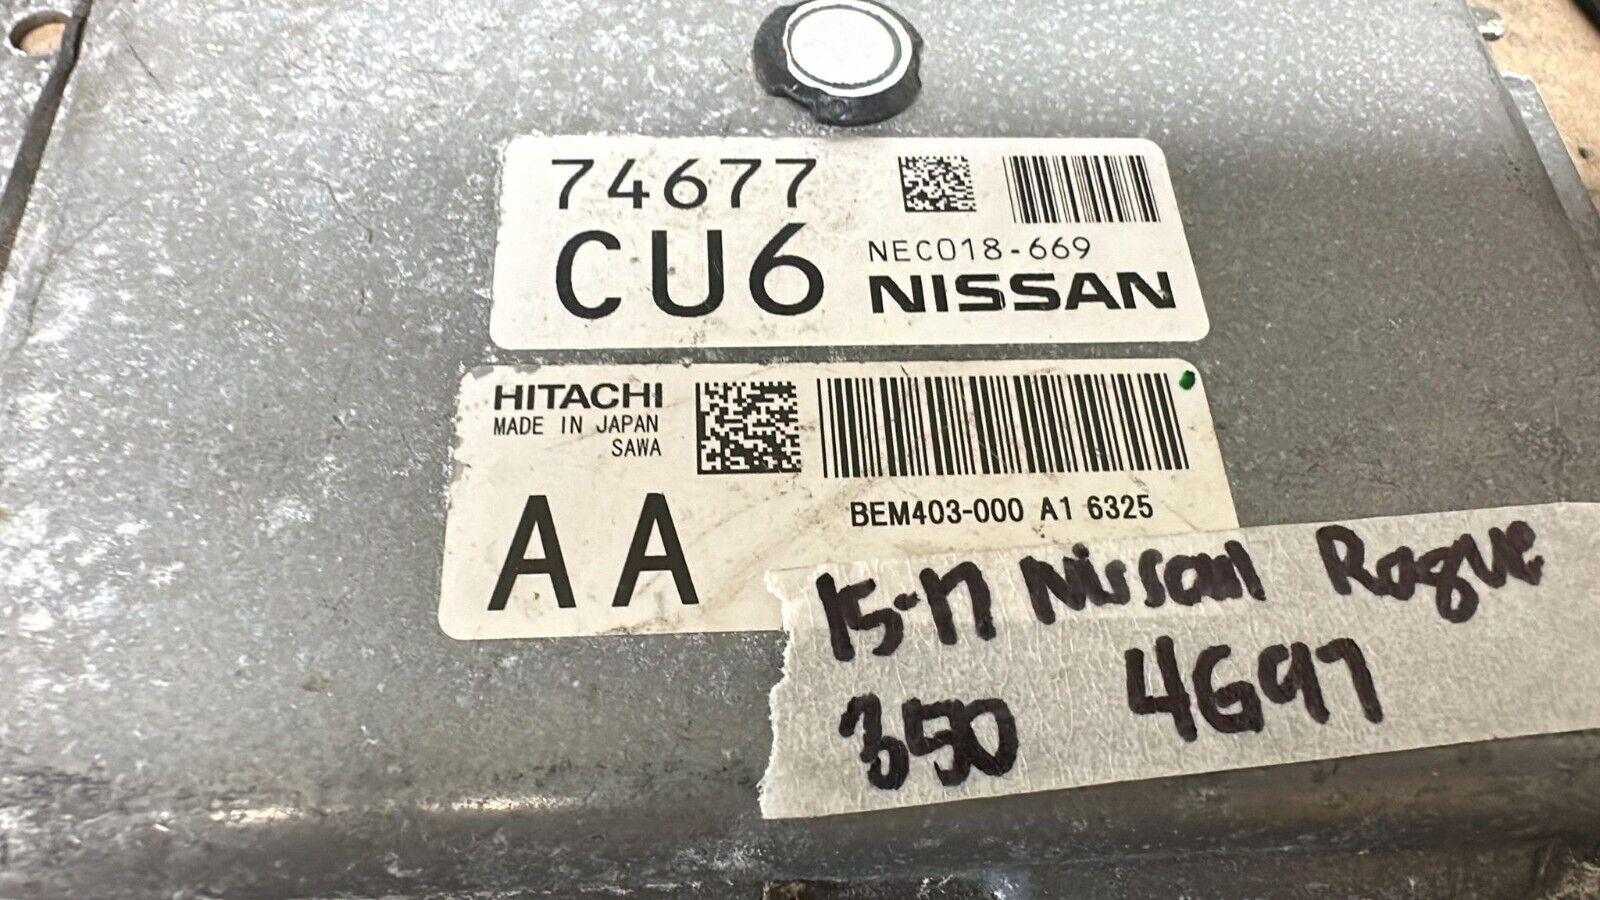 74677
CU6
NEC018-669
NISSAN
HITACHI
MADE IN JAPAN
SAWA
AA
BEM403-000 A1 6325
15-17 Nissan Rogue
350 4G97